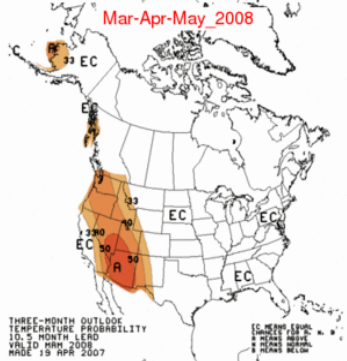 Mar-Apr-May_2008
C
A
33
EC
EC
A
33
40
EC
EC
33
40
EC
50
50
A
EC
THREE-MONTH OUTLOOK
TEMPERATURE PROBABILITY
10.5 MONTH LEAD
VALID MAM 2008
MADE 19 APR 2007
EC MEANS EQUAL
CHANCES FOR A, N, B
A MEANS ABOVE
N MEANS NORMAL
B MEANS BELOW